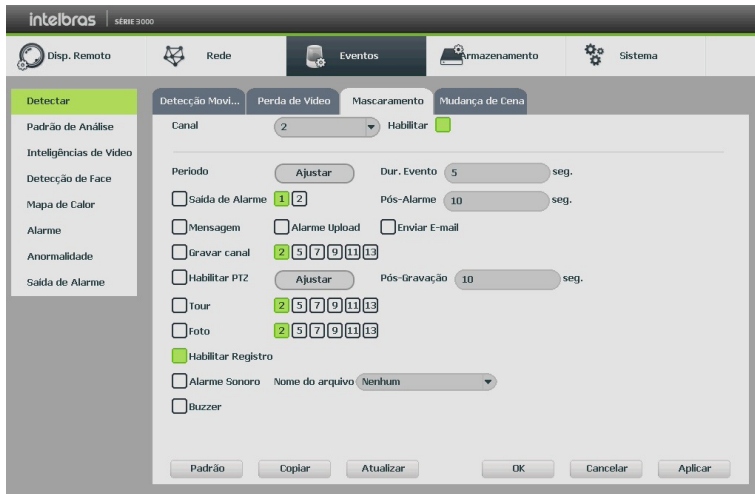 intelbras SÉRIE 3000
Disp. Remoto Rede Eventos Armazenamento Sistema
Detectar
Padrão de Análise
Inteligências de Vídeo
Detecção de Face
Mapa de Calor
Alarme
Anormalidade
Saída de Alarme
Detecção Movi... Perda de Vídeo Mascaramento Mudança de Cena
Canal 2 Habilitar
Período Ajustar Dur. Evento 5 seg.
Saída de Alarme 1 2 Pós-Alarme 10 seg.
Mensagem Alarme Upload Enviar E-mail
Gravar canal 2 5 7 9 11 13
Habilitar PTZ Ajustar Pós-Gravação 10 seg.
Tour 2 5 7 9 11 13
Foto 2 5 7 9 11 13
Habilitar Registro
Alarme Sonoro Nome do arquivo Nenhum
Buzzer
Padrão Copiar Atualizar OK Cancelar Aplicar